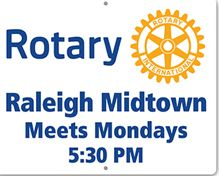 Rotary
ROTARY
INTERNATIONAL
Raleigh Midtown
Meets Mondays
5:30 PM